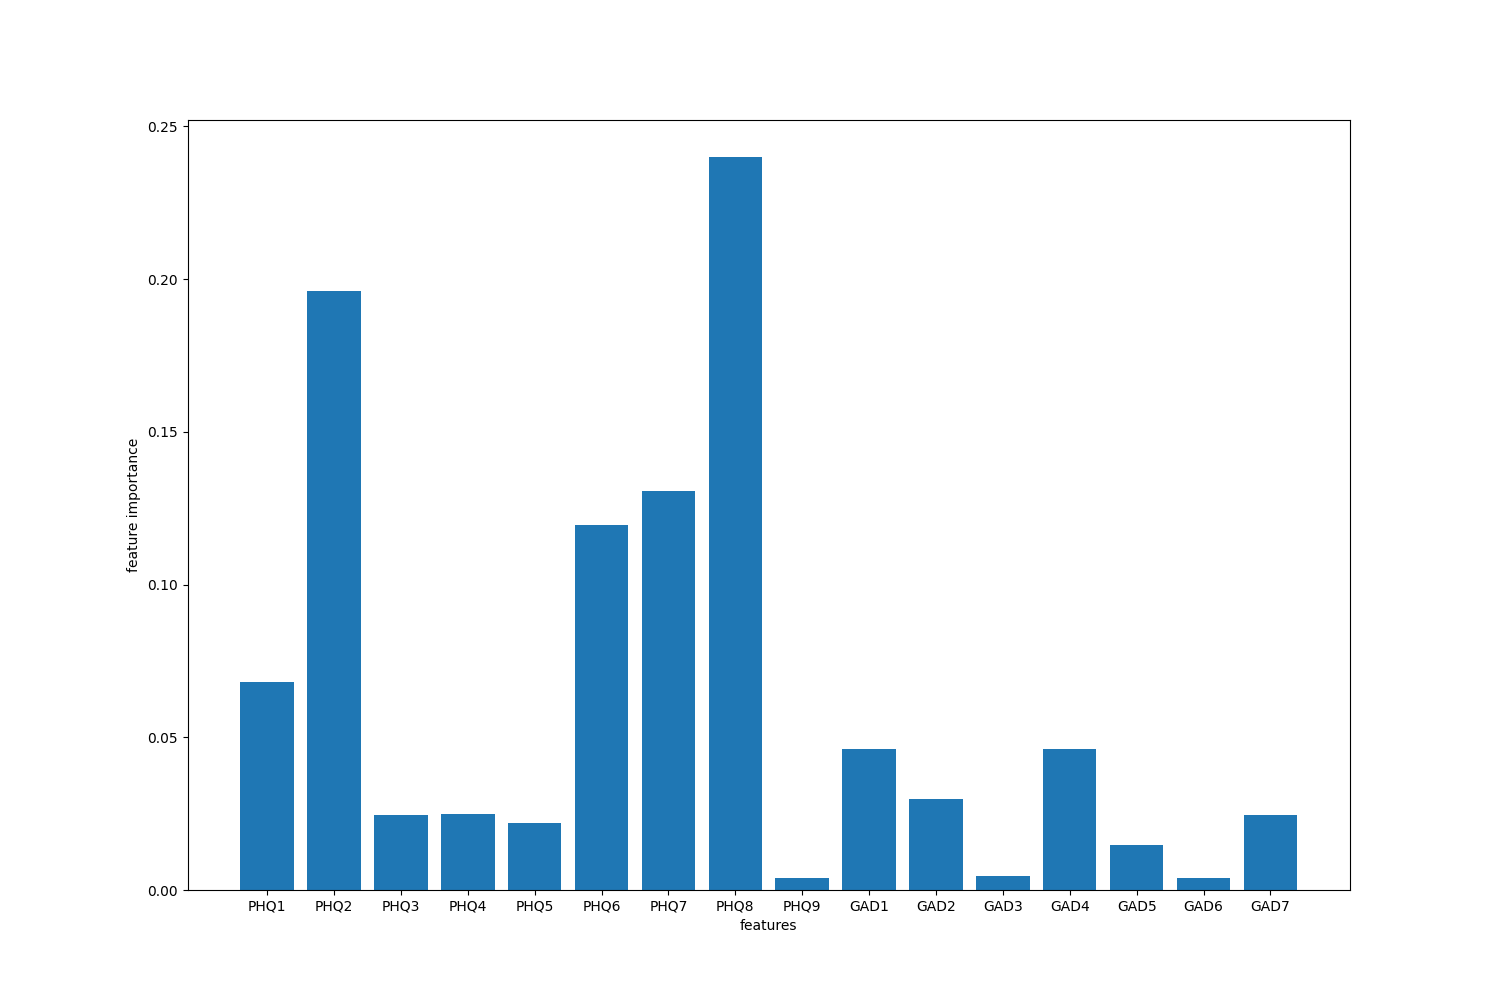 0.25
0.20
0.15
0.10
0.05
0.00
feature importance
PHQ1 PHQ2 PHQ3 PHQ4 PHQ5 PHQ6 PHQ7 PHQ8 PHQ9 GAD1 GAD2 GAD3 GAD4 GAD5 GAD6 GAD7
features